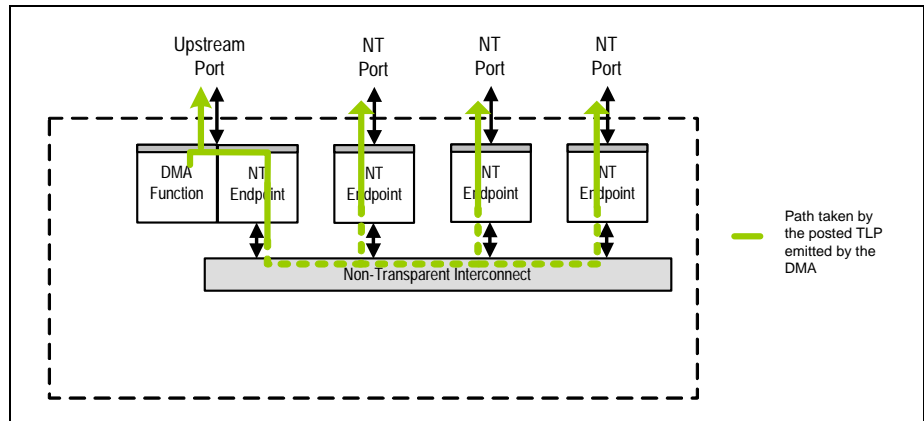 Upstream
Port
NT
Port
NT
Port
NT
Port
DMA
Function
NT
Endpoint
NT
Endpoint
NT
Endpoint
NT
Endpoint
Path taken by
the posted TLP
emitted by the
DMA
Non-Transparent Interconnect